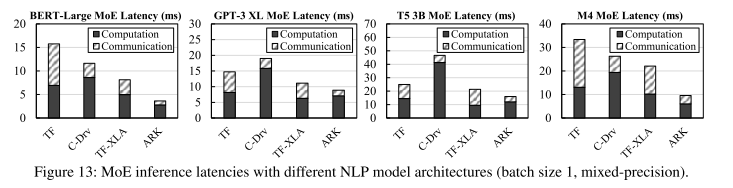 BERT-Large MoE Latency (ms)
20
15
10
5
0
Computation
Communication
TF
C-Drv
TF-XLA
ARK
GPT-3 XL MoE Latency (ms)
30
25
20
15
10
5
0
Computation
Communication
TF
C-Drv
TF-XLA
ARK
T5 3B MoE Latency (ms)
70
60
50
40
30
20
10
0
Computation
Communication
TF
C-Drv
TF-XLA
ARK
M4 MoE Latency (ms)
40
30
20
10
0
Computation
Communication
TF
C-Drv
TF-XLA
ARK
Figure 13: MoE inference latencies with different NLP model architectures (batch size 1, mixed-precision).